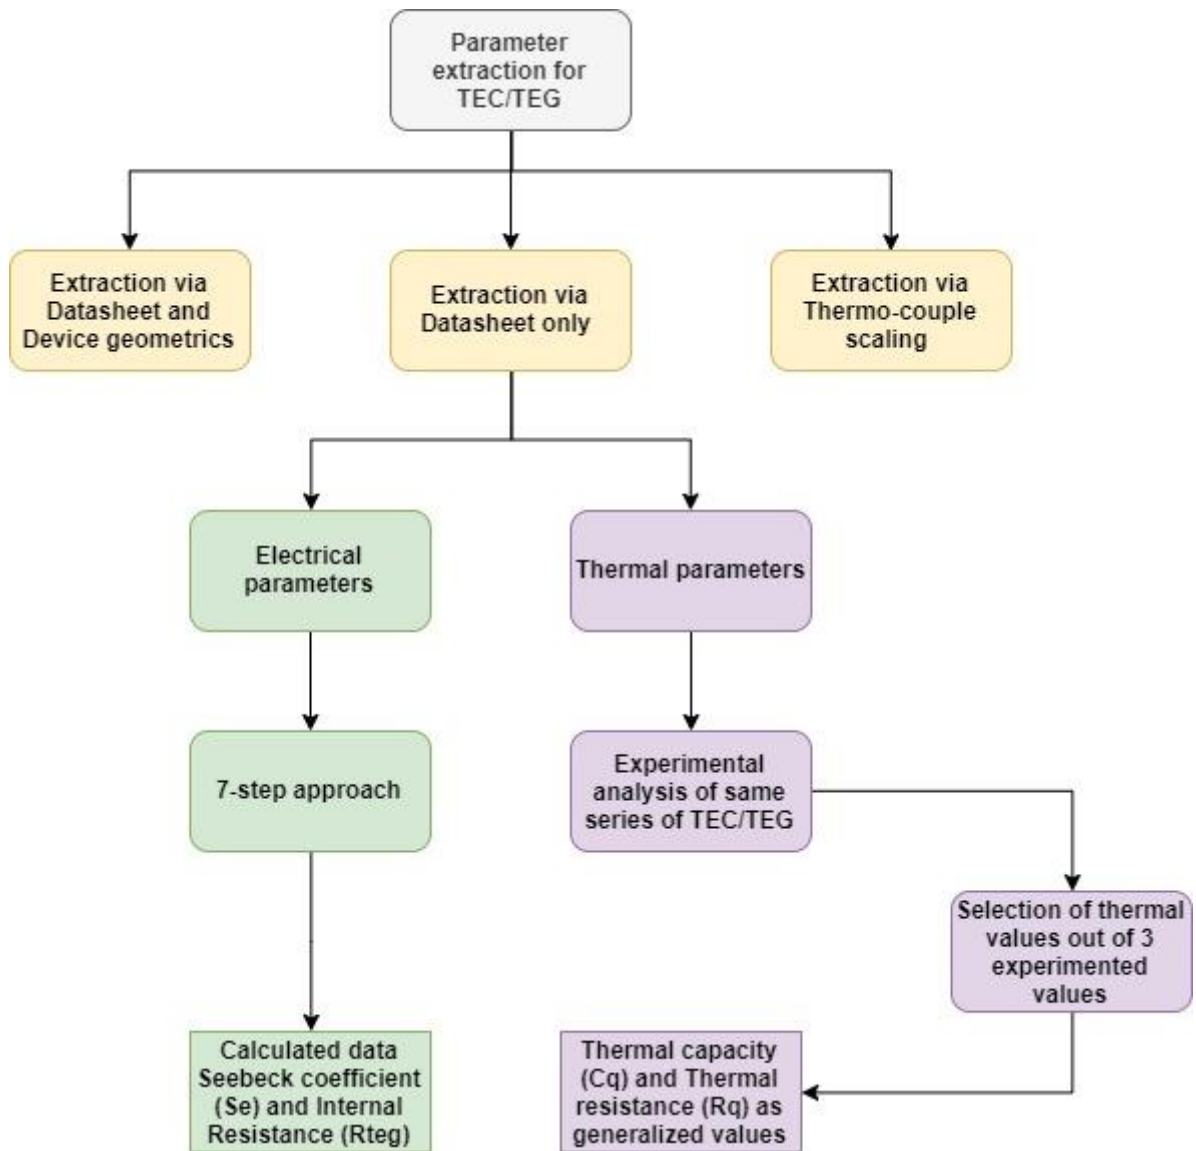 Parameter
extraction for
TEC/TEG
Extraction via
Datasheet and
Device geometrics
Extraction via
Datasheet only
Extraction via
Thermo-couple
scaling
Electrical
parameters
Thermal parameters
7-step approach
Experimental
analysis of same
series of TEC/TEG
Selection of thermal
values out of 3
experimented
values
Calculated data
Seebeck coefficient
(Se) and Internal
Resistance (Rteg)
Thermal capacity
(Cq) and Thermal
resistance (Rq) as
generalized values